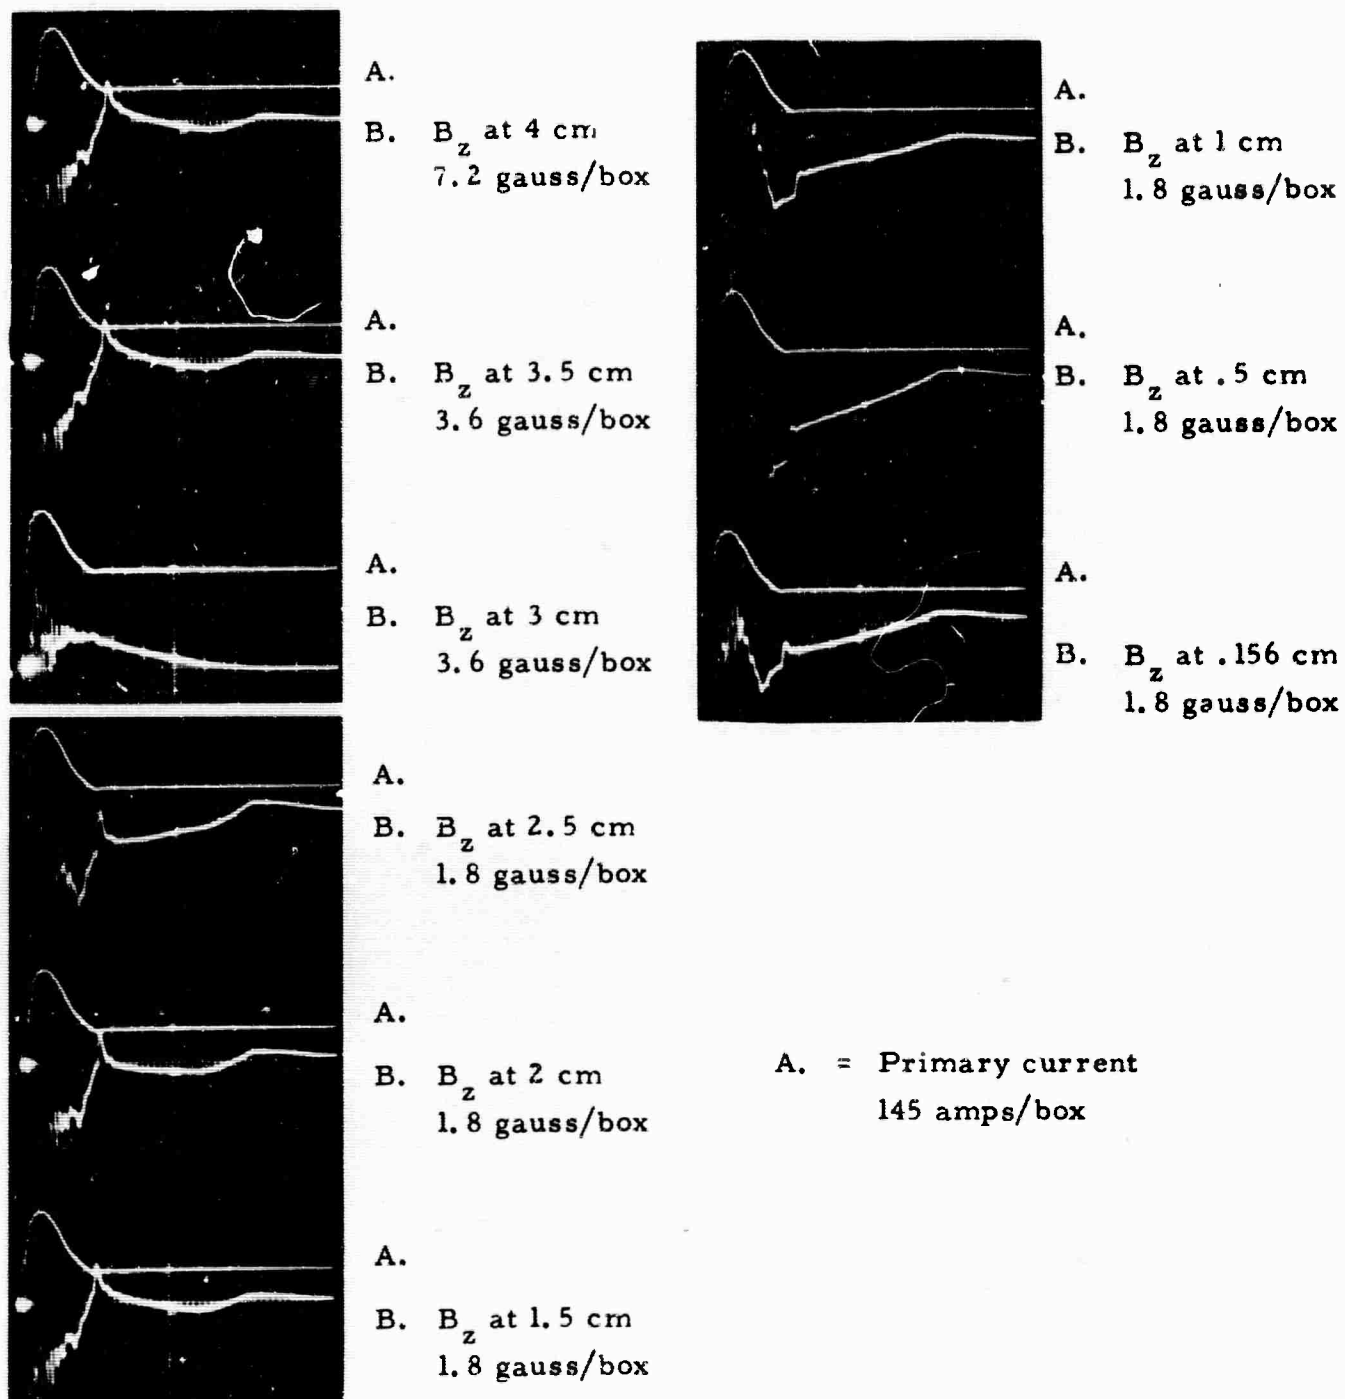 A.
B. B_z at 4 cm
7.2 gauss/box
A.
B. B_z at 3.5 cm
3.6 gauss/box
A.
B. B_z at 3 cm
3.6 gauss/box
A.
B. B_z at 2.5 cm
1.8 gauss/box
A.
B. B_z at 2 cm
1.8 gauss/box
A.
B. B_z at 1.5 cm
1.8 gauss/box
A.
B. B_z at 1 cm
1.8 gauss/box
A.
B. B_z at .5 cm
1.8 gauss/box
A.
B. B_z at .156 cm
1.8 gauss/box
A. = Primary current
145 amps/box